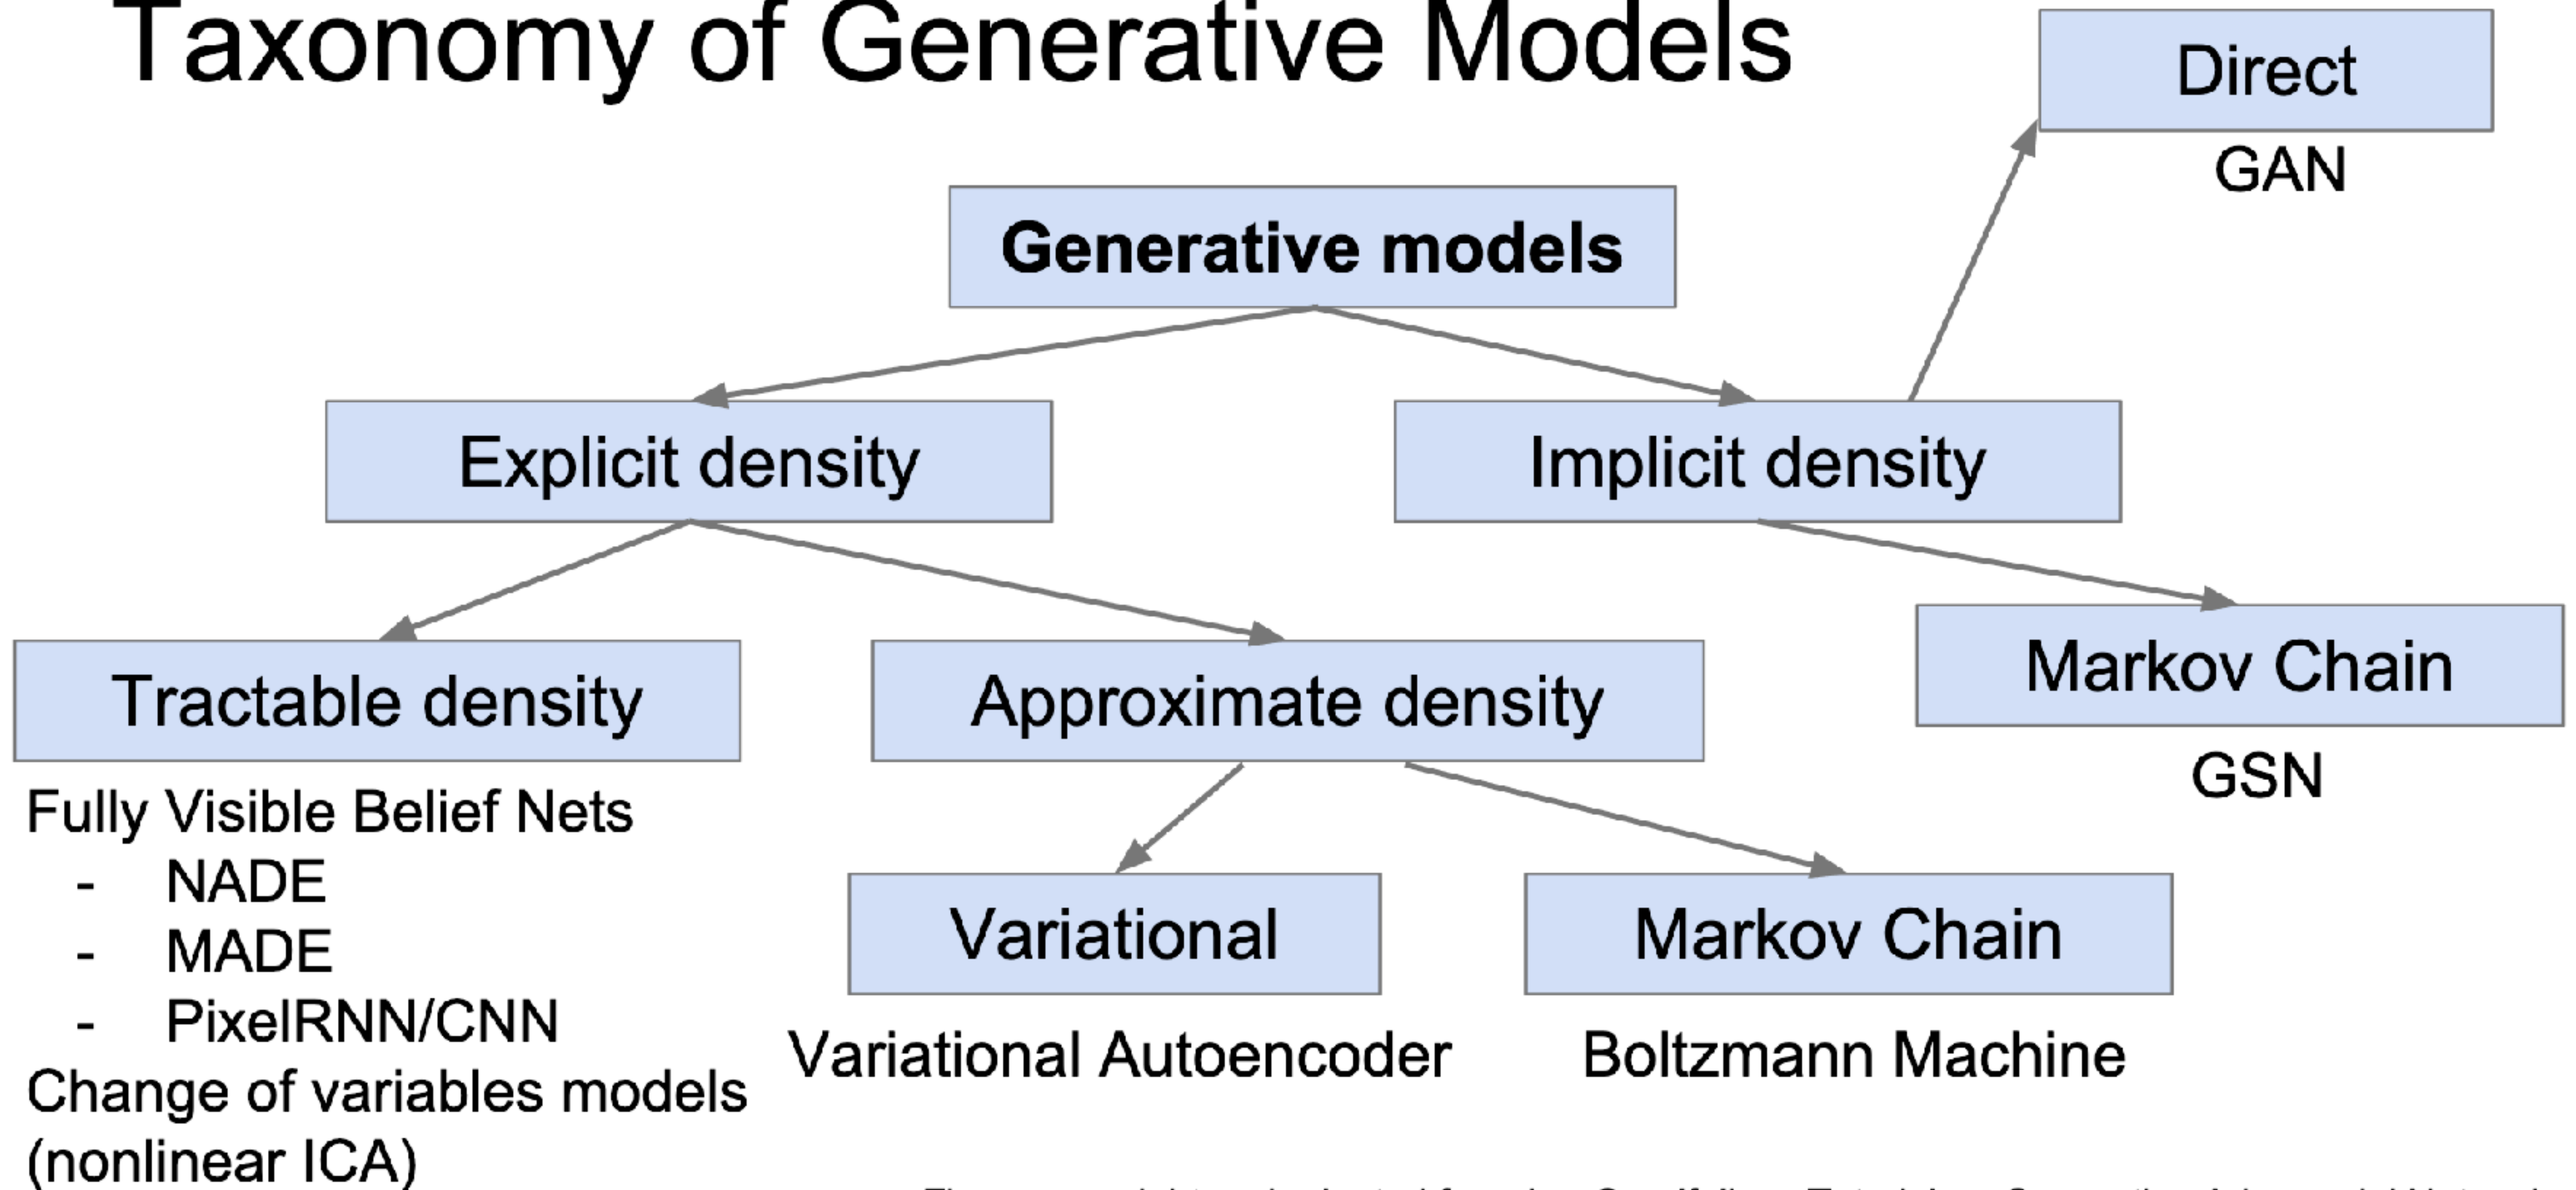 Taxonomy of Generative Models
Direct
GAN
Generative models
Explicit density
Implicit density
Tractable density
Approximate density
Markov Chain
GSN
Fully Visible Belief Nets
- NADE
- MADE
- PixelRNN/CNN
Change of variables models
(nonlinear ICA)
Variational
Markov Chain
Variational Autoencoder
Boltzmann Machine